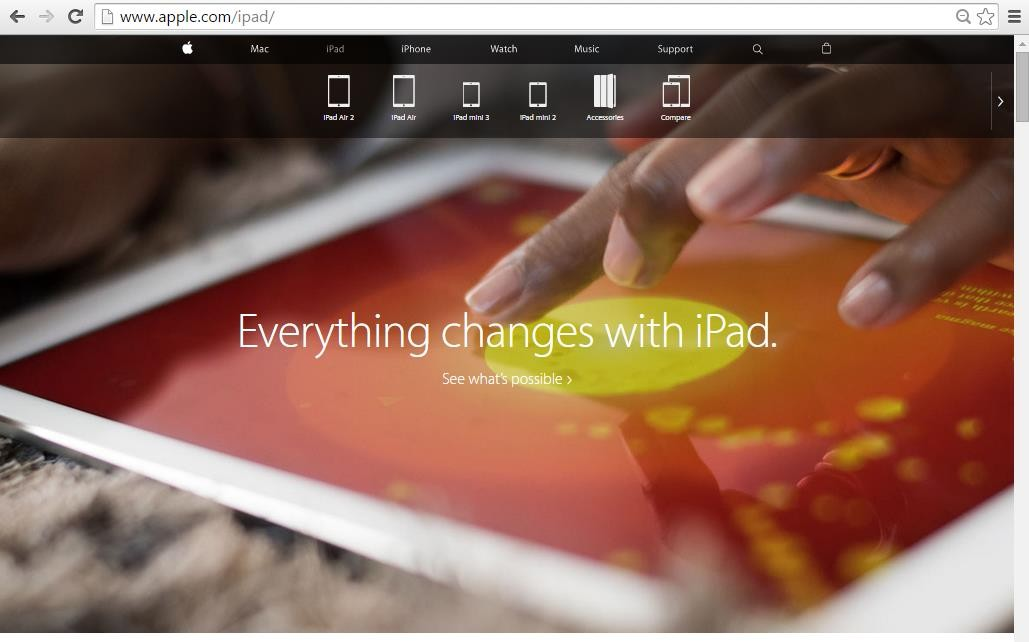 www.apple.com/ipad/
Mac iPad iPhone Watch Music Support
iPad Air 2 iPad Air iPad mini 3 iPad mini 2 Accessories Compare
Everything changes with iPad.
See what's possible >
within